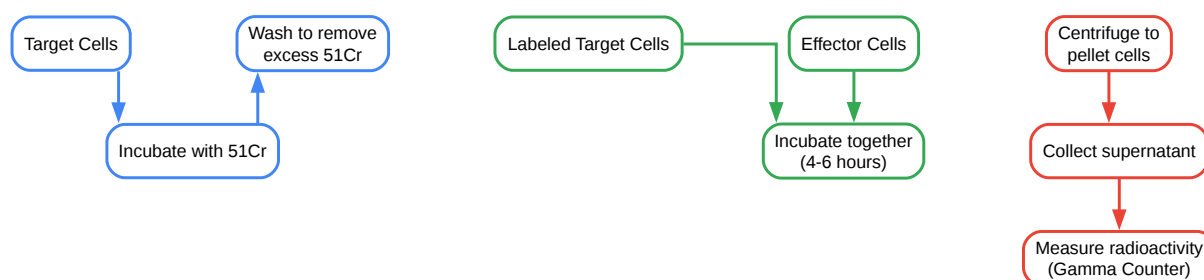 Target Cells
Wash to remove
excess 51Cr
Incubate with 51Cr
Labeled Target Cells
Effector Cells
Incubate together
(4-6 hours)
Centrifuge to
pellet cells
Collect supernatant
Measure radioactivity
(Gamma Counter)